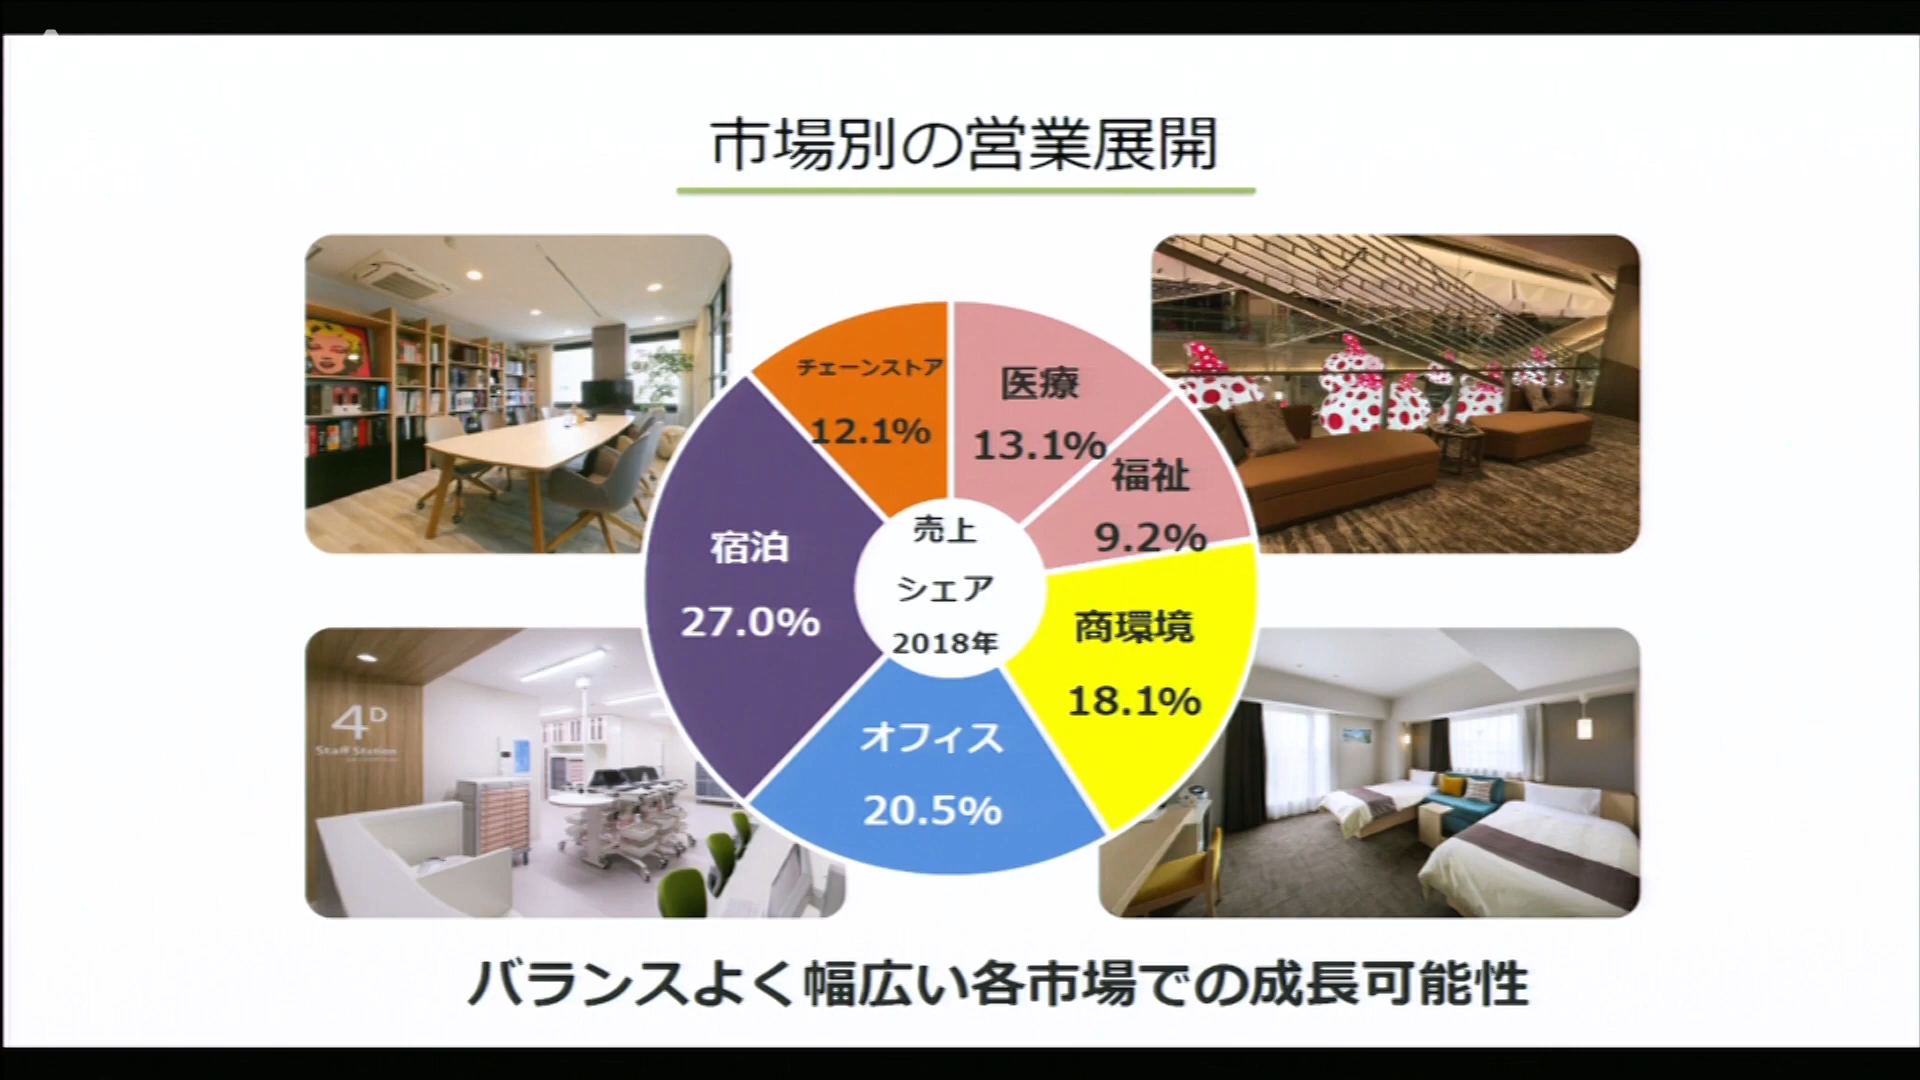 市場別の営業展開
チェーンストア
12.1%
医療
13.1%
福祉
9.2%
宿泊
27.0%
売上
シェア
2018年
商環境
18.1%
オフィス
20.5%
4D
Staff Station
バランスよく幅広い各市場での成長可能性